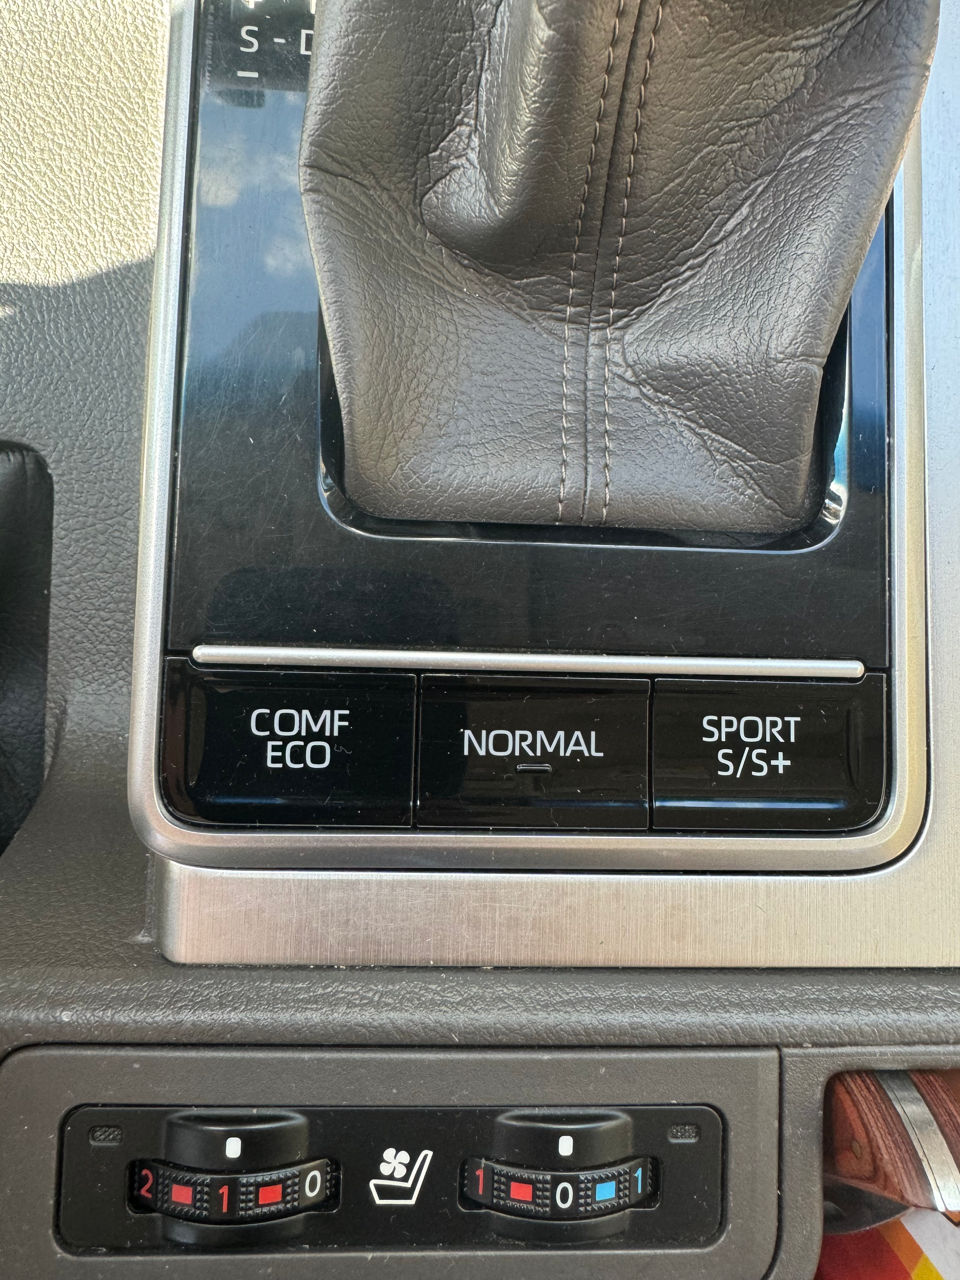 S - D
COMF
ECO
NORMAL
SPORT
S/S+
2 1 0
1 0 1